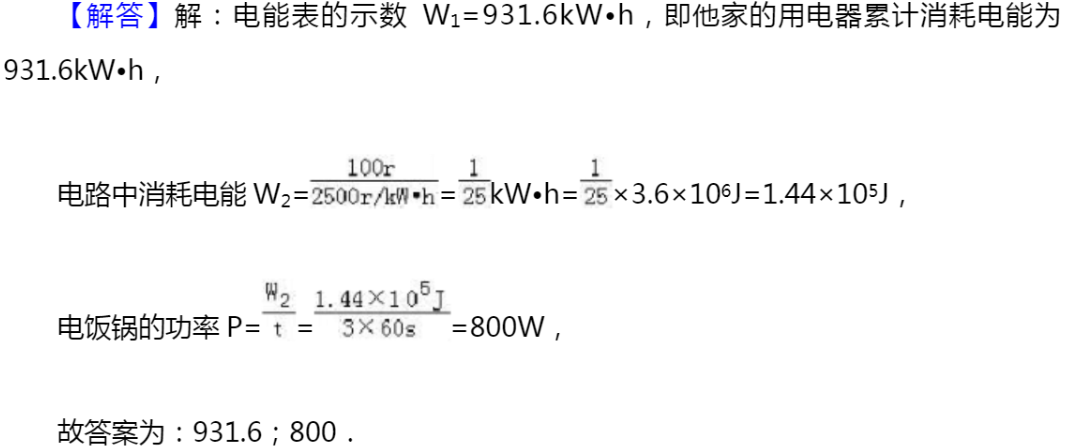 【解答】解：电能表的示数 W₁=931.6kW•h，即他家的用电器累计消耗电能为
931.6kW•h，
电路中消耗电能 W₂=100r/2500r/kW•h=1/25kW•h=1/25×3.6×10⁶J=1.44×10⁵J，
电饭锅的功率 P=W₂/t=1.44×10⁵J/3×60s=800W，
故答案为：931.6；800．